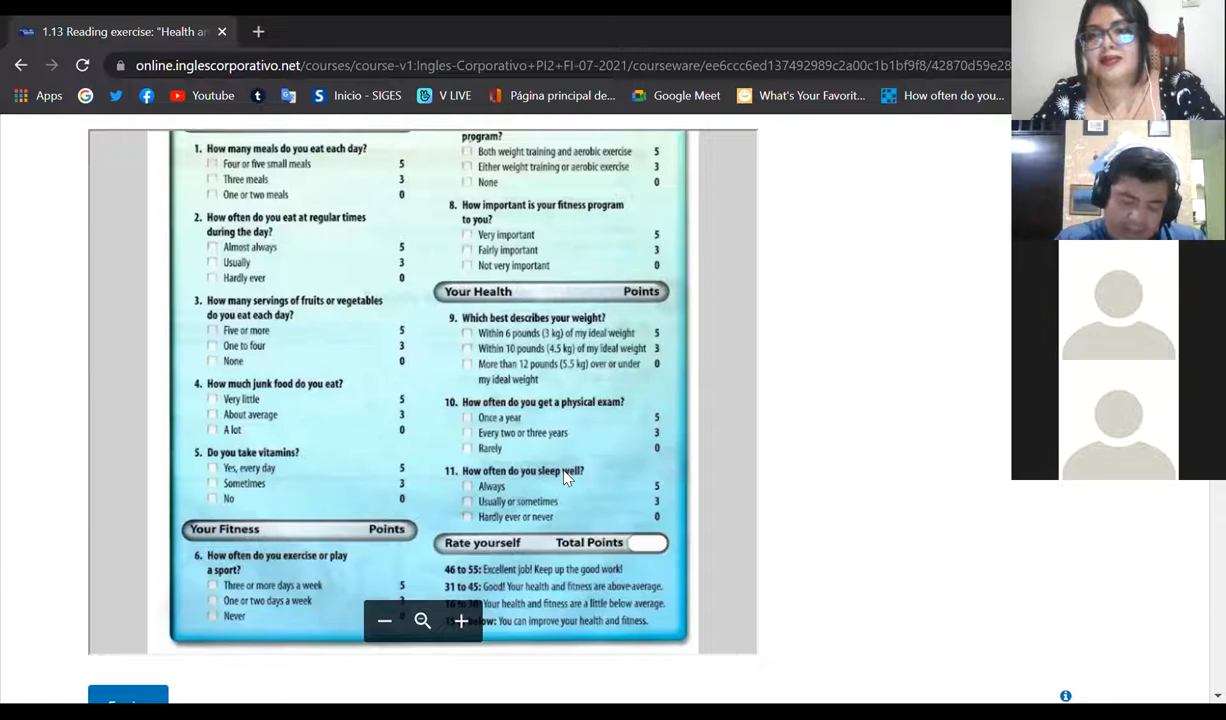 1.13 Reading exercise: "Health an
online.inglescorporativo.net/courses/course-v1:Ingles-Corporativo+PI2+FI-07-2021/courseware/ee6ccc6ed137492989c2a00c1b1bf9f8/42870d59e28
Apps
Youtube
Inicio - SIGES
V LIVE
Página principal de...
Google Meet
What's Your Favorit...
How often do you...
1. How many meals do you eat each day?
Four or five small meals 5
Three meals 3
One or two meals 0
2. How often do you eat at regular times
during the day?
Almost always 5
Usually 3
Hardly ever 0
3. How many servings of fruits or vegetables
do you eat each day?
Five or more 5
One to four 3
None 0
4. How much junk food do you eat?
Very little 5
About average 3
A lot 0
5. Do you take vitamins?
Yes, every day 5
Sometimes 3
No 0
Your Fitness Points
6. How often do you exercise or play
a sport?
Three or more days a week 5
One or two days a week 3
Never
program?
Both weight training and aerobic exercise 5
Either weight training or aerobic exercise 3
None 0
8. How important is your fitness program
to you?
Very important 5
Fairly important 3
Not very important 0
Your Health Points
9. Which best describes your weight?
Within 6 pounds (3 kg) of my ideal weight 5
Within 10 pounds (4.5 kg) of my ideal weight 3
More than 12 pounds (5.5 kg) over or under 0
my ideal weight
10. How often do you get a physical exam?
Once a year 5
Every two or three years 3
Rarely 0
11. How often do you sleep well?
Always 5
Usually or sometimes 3
Hardly ever or never 0
Rate yourself Total Points
46 to 55: Excellent job! Keep up the good work!
31 to 45: Good! Your health and fitness are above average.
Your health and fitness are a little below average.
You can improve your health and fitness.